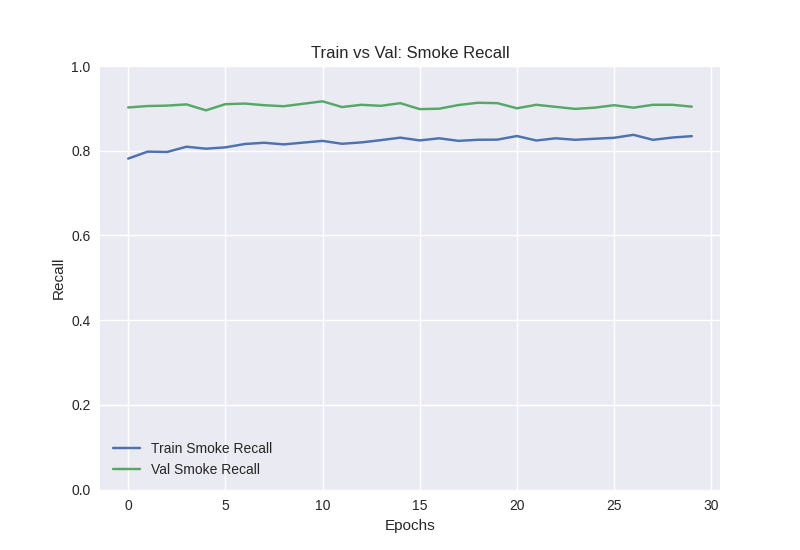 Train vs Val: Smoke Recall
1.0
0.8
0.6
0.4
0.2
0.0
Recall
Train Smoke Recall
Val Smoke Recall
0 5 10 15 20 25 30
Epochs